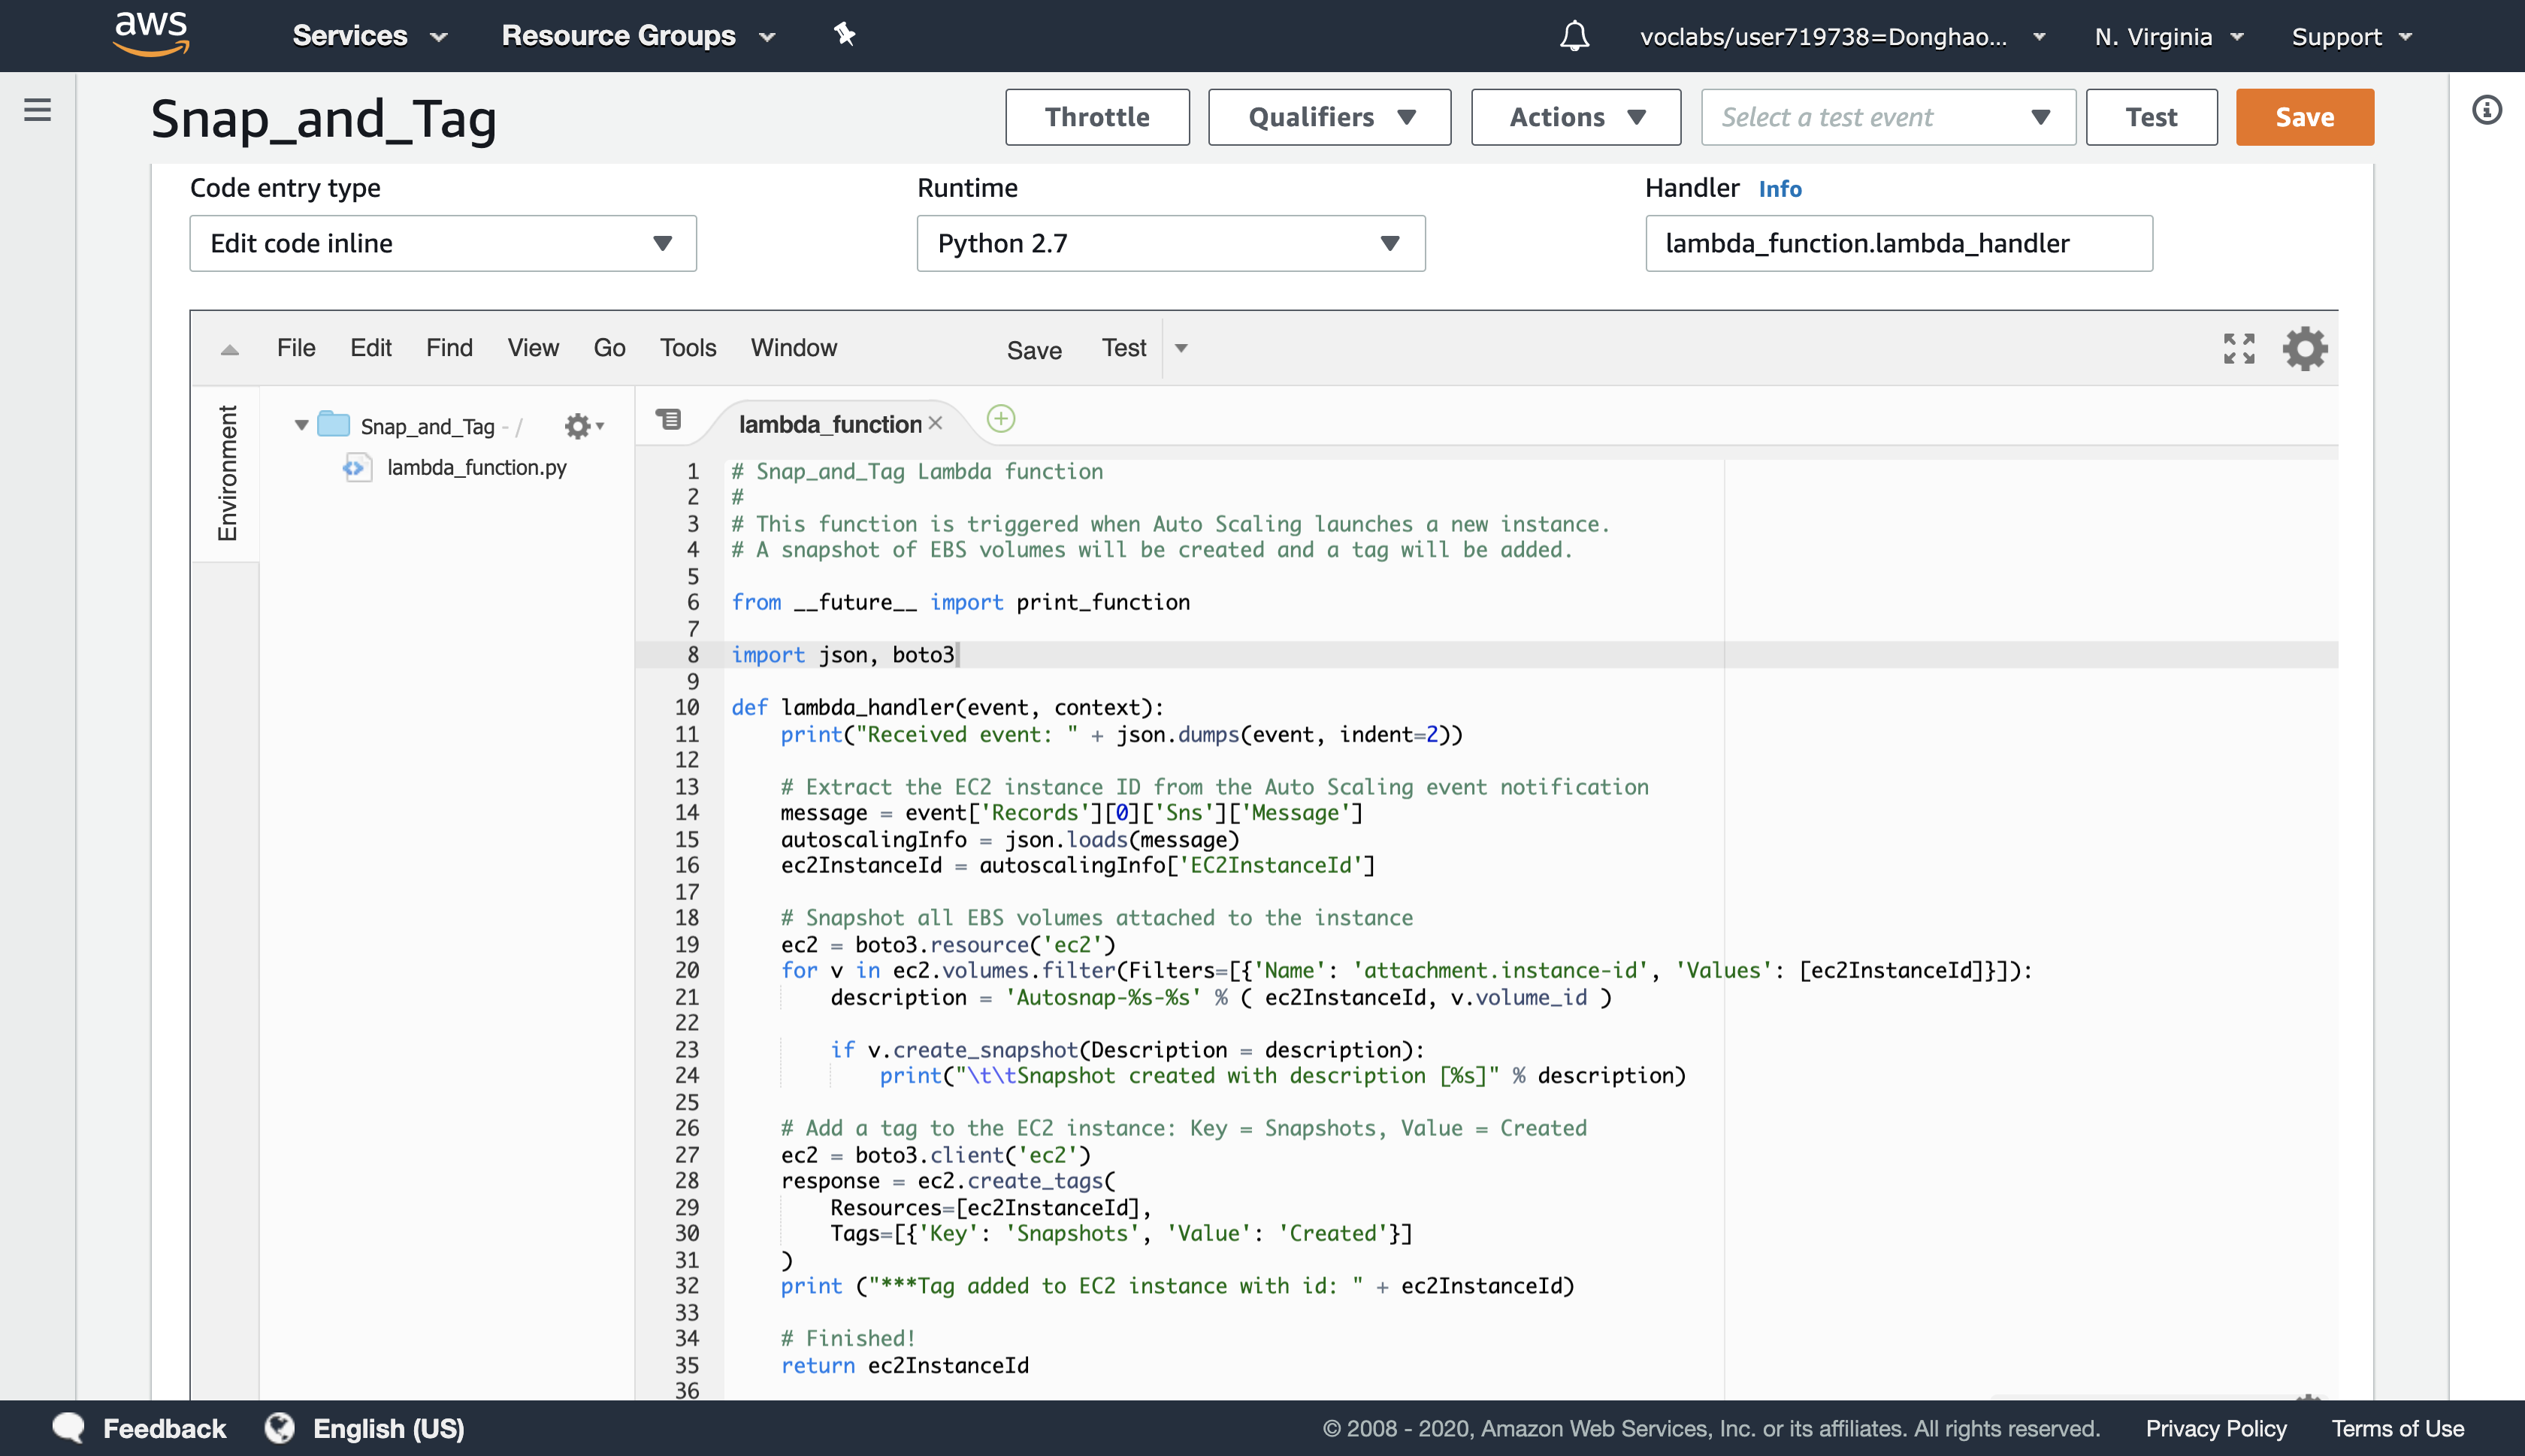 aws Services Resource Groups voclabs/user719738=Donghao... N. Virginia Support
Snap_and_Tag Throttle Qualifiers Actions Select a test event Test Save
Code entry type Runtime Handler Info
Edit code inline Python 2.7 lambda_function.lambda_handler
File Edit Find View Go Tools Window Save Test
Environment
Snap_and_Tag - /
lambda_function.py
lambda_function
1 # Snap_and_Tag Lambda function
2 #
3 # This function is triggered when Auto Scaling launches a new instance.
4 # A snapshot of EBS volumes will be created and a tag will be added.
5
6 from __future__ import print_function
7
8 import json, boto3
9
10 def lambda_handler(event, context):
11     print("Received event: " + json.dumps(event, indent=2))
12
13     # Extract the EC2 instance ID from the Auto Scaling event notification
14     message = event['Records'][0]['Sns']['Message']
15     autoscalingInfo = json.loads(message)
16     ec2InstanceId = autoscalingInfo['EC2InstanceId']
17
18     # Snapshot all EBS volumes attached to the instance
19     ec2 = boto3.resource('ec2')
20     for v in ec2.volumes.filter(Filters=[{'Name': 'attachment.instance-id', 'Values': [ec2InstanceId]}]):
21         description = 'Autosnap-%s-%s' % ( ec2InstanceId, v.volume_id )
22
23         if v.create_snapshot(Description = description):
24             print("\t\tSnapshot created with description [%s]" % description)
25
26     # Add a tag to the EC2 instance: Key = Snapshots, Value = Created
27     ec2 = boto3.client('ec2')
28     response = ec2.create_tags(
29         Resources=[ec2InstanceId],
30         Tags=[{'Key': 'Snapshots', 'Value': 'Created'}]
31     )
32     print ("***Tag added to EC2 instance with id: " + ec2InstanceId)
33
34     # Finished!
35     return ec2InstanceId
36
Feedback English (US) © 2008 - 2020, Amazon Web Services, Inc. or its affiliates. All rights reserved. Privacy Policy Terms of Use